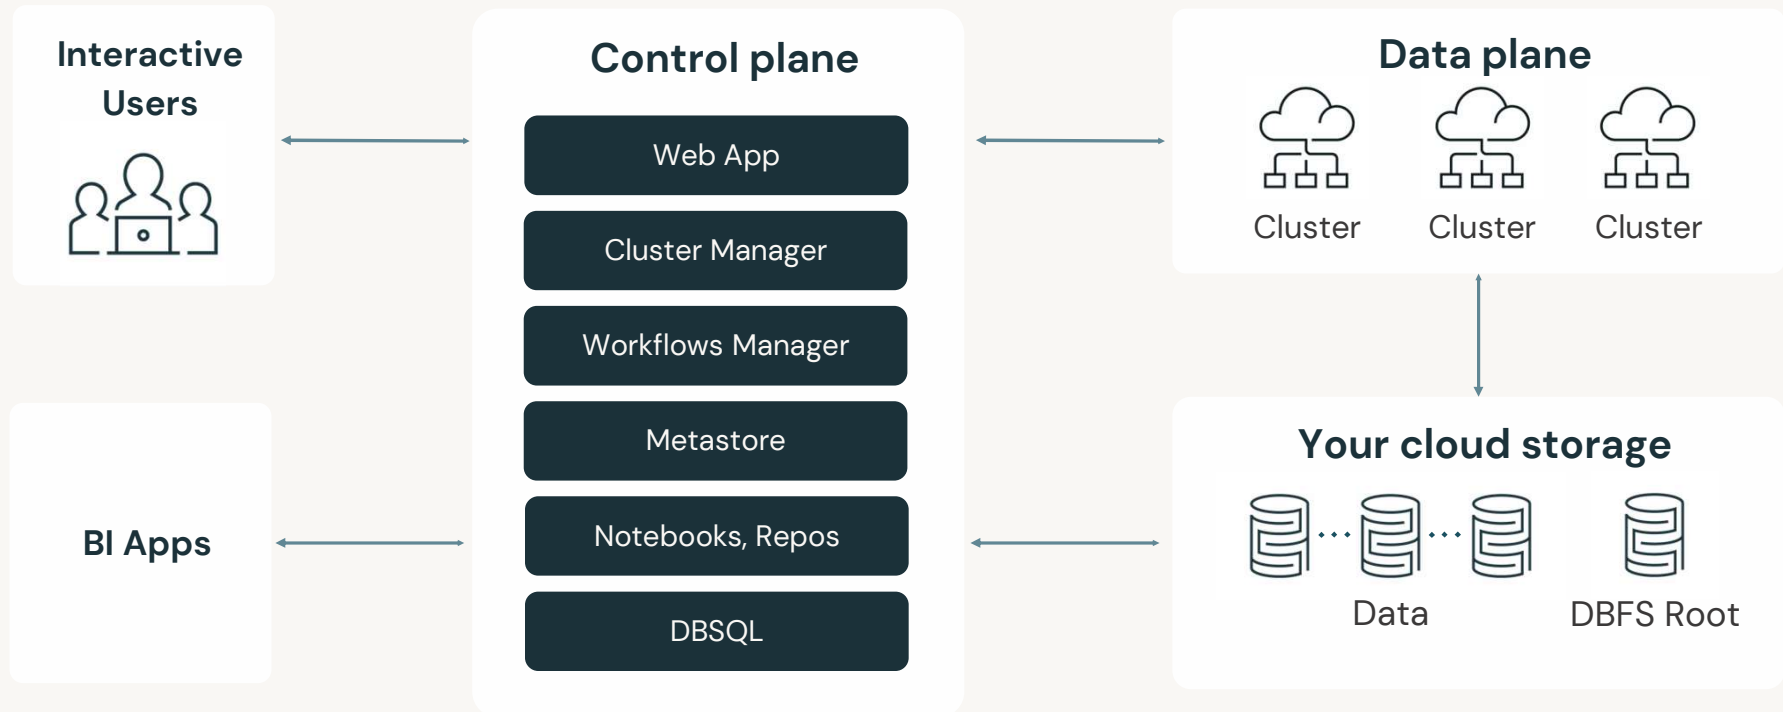 Interactive
Users
BI Apps
Control plane
Web App
Cluster Manager
Workflows Manager
Metastore
Notebooks, Repos
DBSQL
Data plane
Cluster Cluster Cluster
Your cloud storage
Data DBFS Root